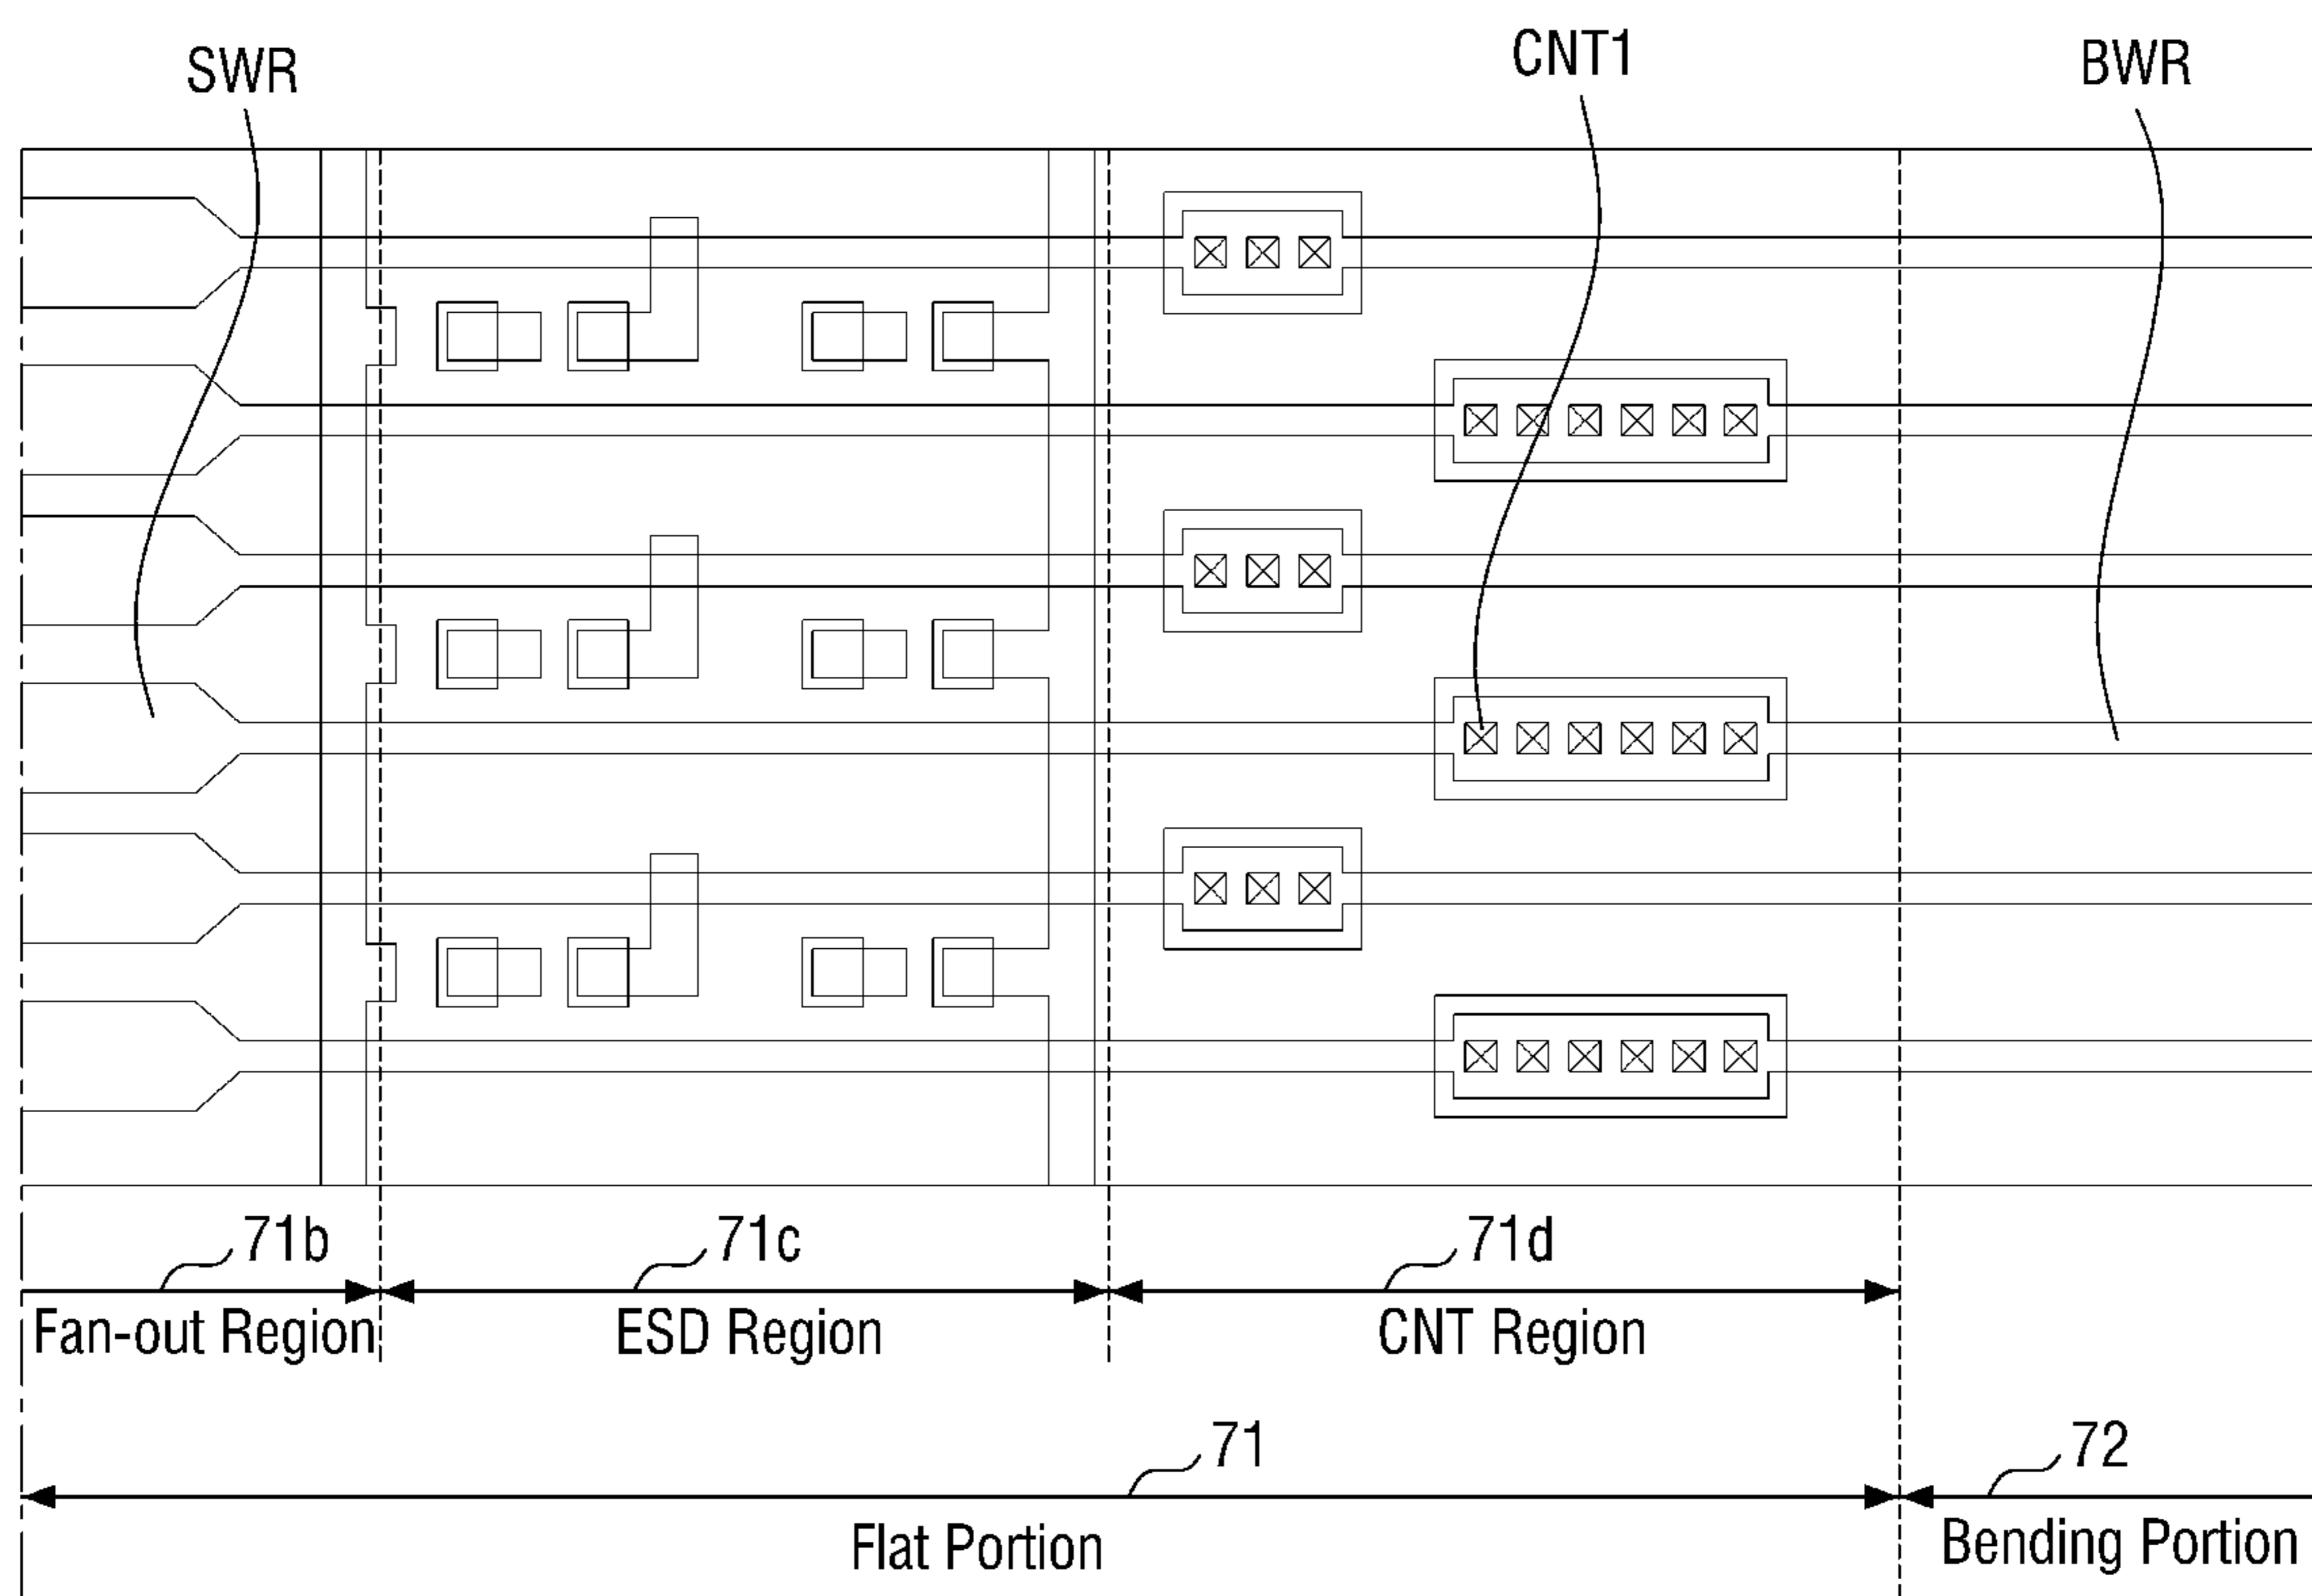 SWR
CNT1
BWR
71b
71c
71d
Fan-out Region
ESD Region
CNT Region
71
72
Flat Portion
Bending Portion